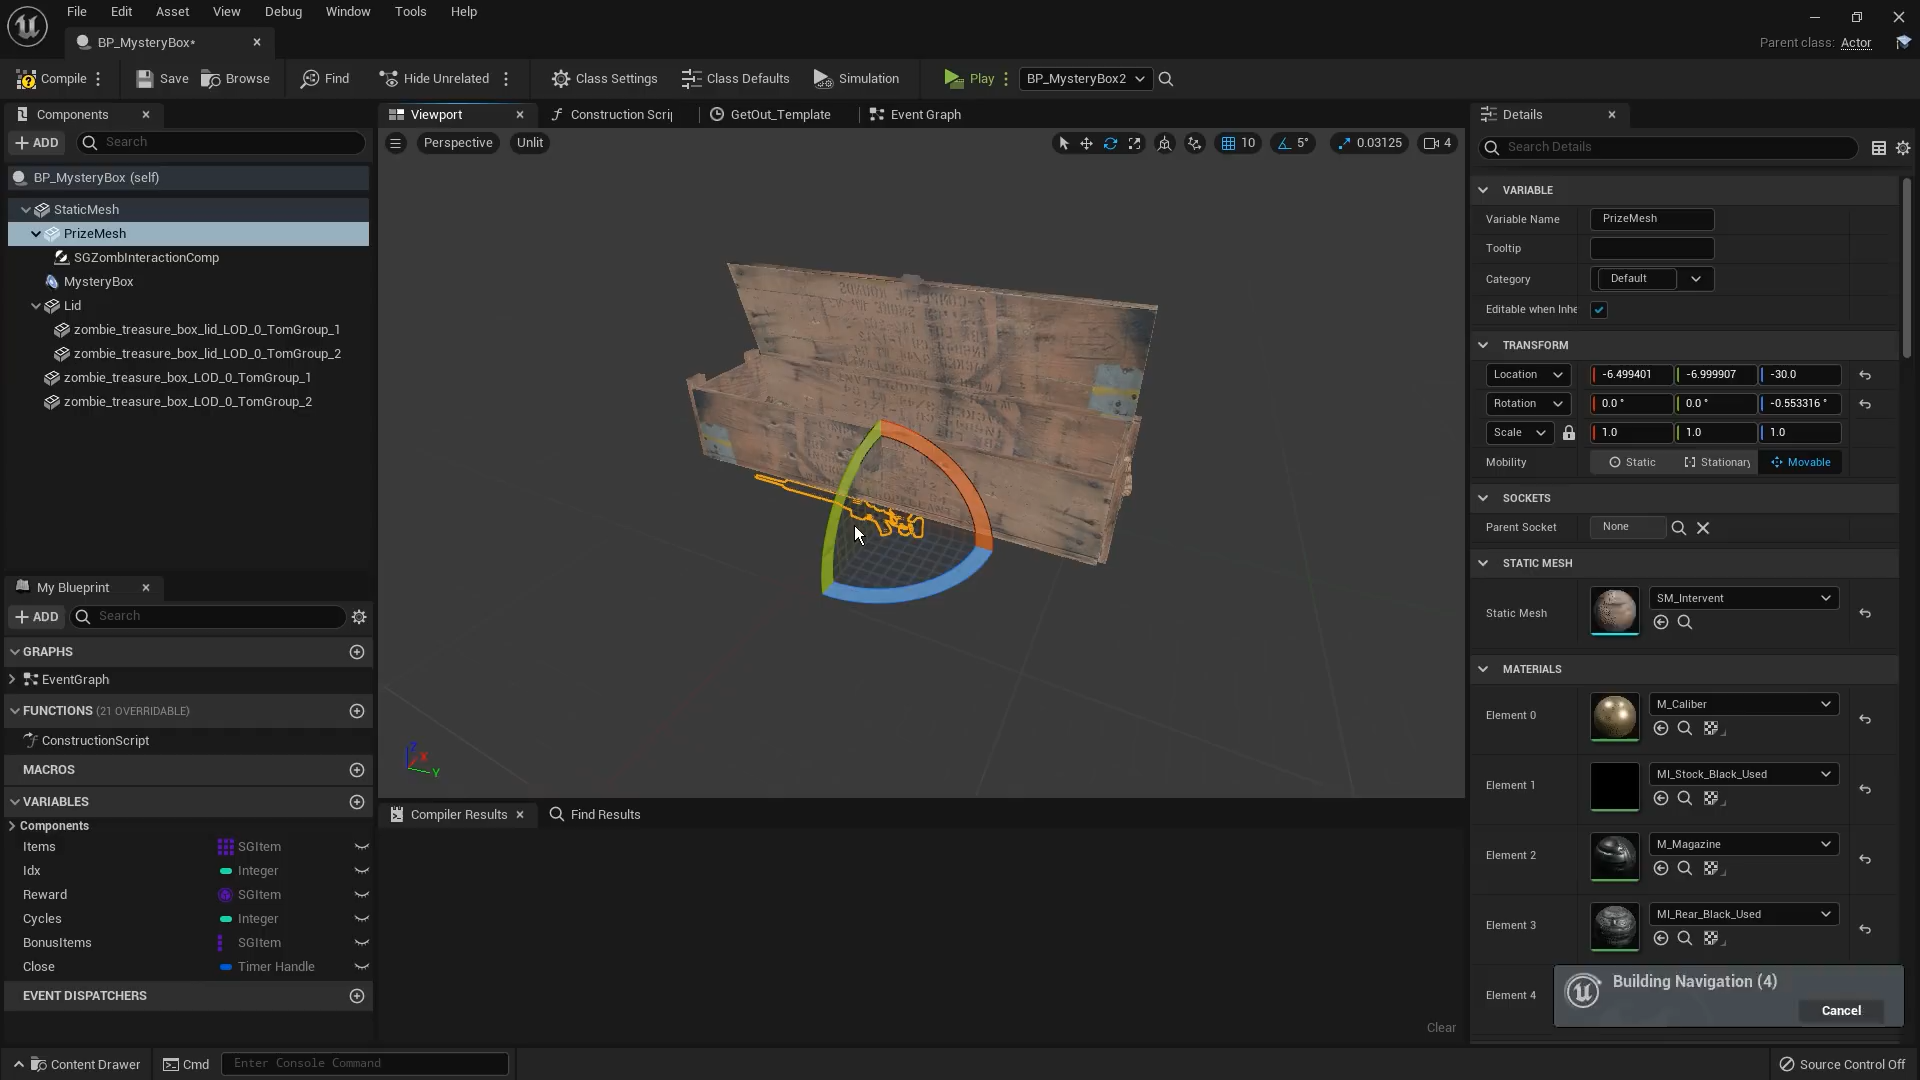 File Edit Asset View Debug Window Tools Help
BP_MysteryBox*
Parent class: Actor
Compile Save Browse Find Hide Unrelated Class Settings Class Defaults Simulation Play BP_MysteryBox2
Components
ADD Search
BP_MysteryBox (self)
StaticMesh
PrizeMesh
SGZombInteractionComp
MysteryBox
Lid
zombie_treasure_box_lid_LOD_0_TomGroup_1
zombie_treasure_box_lid_LOD_0_TomGroup_2
zombie_treasure_box_LOD_0_TomGroup_1
zombie_treasure_box_LOD_0_TomGroup_2
My Blueprint
ADD Search
GRAPHS
EventGraph
FUNCTIONS (21 OVERRIDABLE)
ConstructionScript
MACROS
VARIABLES
Components
Items SGItem
Idx Integer
Reward SGItem
Cycles Integer
BonusItems SGItem
Close Timer Handle
EVENT DISPATCHERS
Viewport Construction Scrip GetOut_Template Event Graph
Perspective Unlit 10 5° 0.03125 4
Z X Y
Compiler Results Find Results
Clear
Details
Search Details
VARIABLE
Variable Name PrizeMesh
Tooltip
Category Default
Editable when Inhe
TRANSFORM
Location -6.499401 -6.999907 -30.0
Rotation 0.0 ° 0.0 ° -0.553316 °
Scale 1.0 1.0 1.0
Mobility Static Stationary Movable
SOCKETS
Parent Socket None
STATIC MESH
Static Mesh SM_Intervent
MATERIALS
Element 0 M_Caliber
Element 1 MI_Stock_Black_Used
Element 2 M_Magazine
Element 3 MI_Rear_Black_Used
Element 4
Building Navigation (4)
Cancel
Content Drawer Cmd Enter Console Command Source Control Off